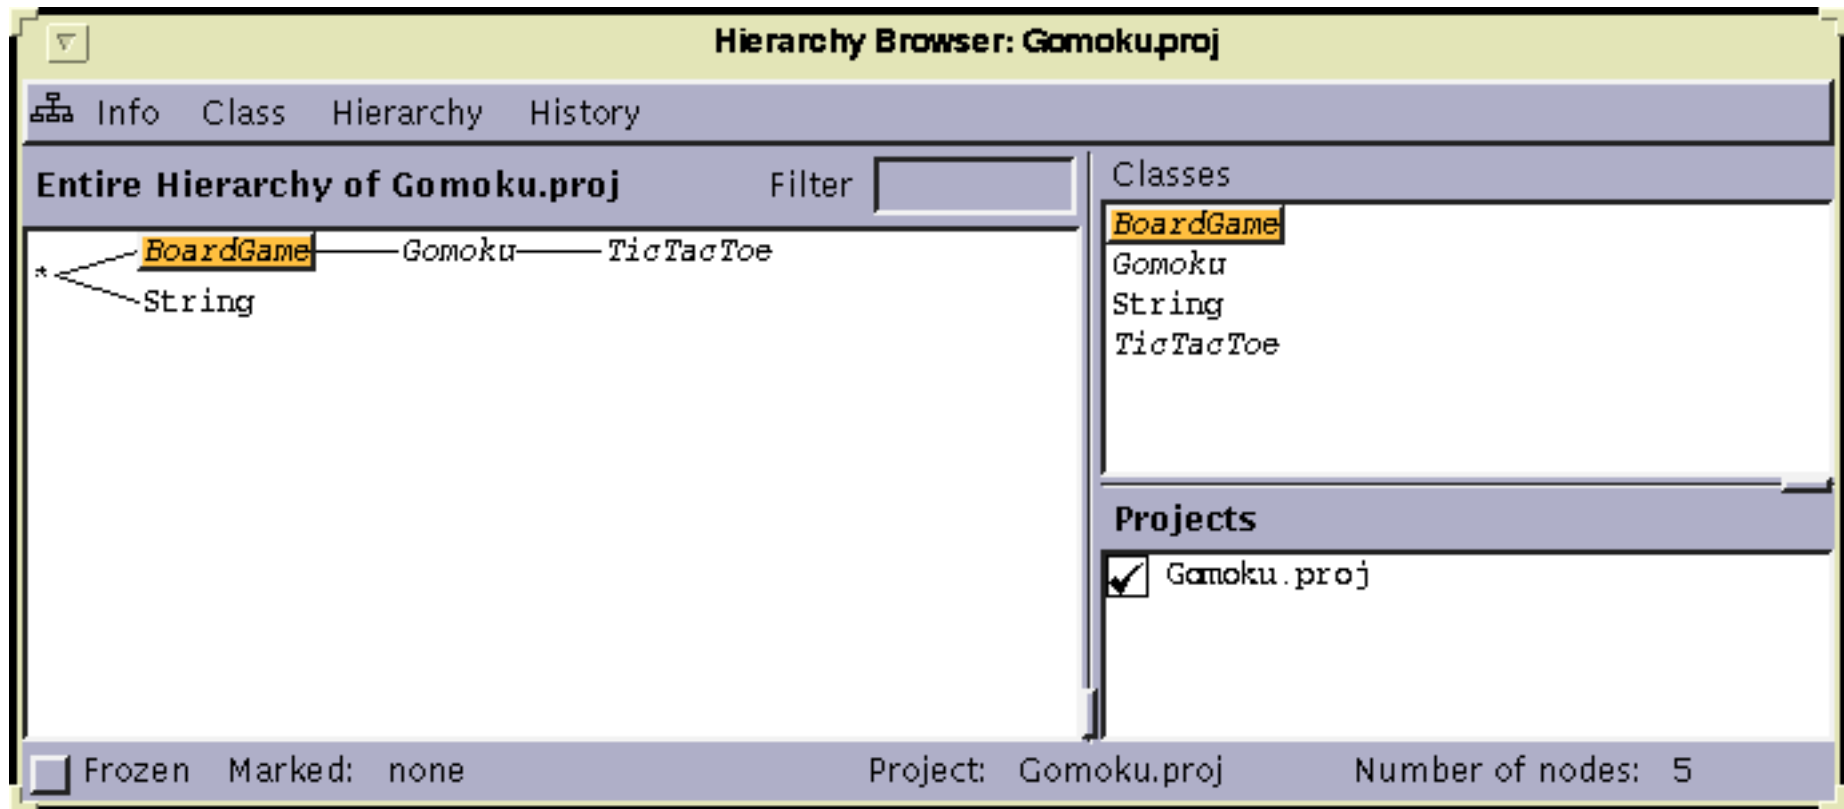 Hierarchy Browser: Gomoku.proj
Info Class Hierarchy History
Entire Hierarchy of Gomoku.proj Filter
* BoardGame Gomoku TicTacToe
String
Classes
BoardGame
Gomoku
String
TicTacToe
Projects
Gomoku.proj
Frozen Marked: none Project: Gomoku.proj Number of nodes: 5